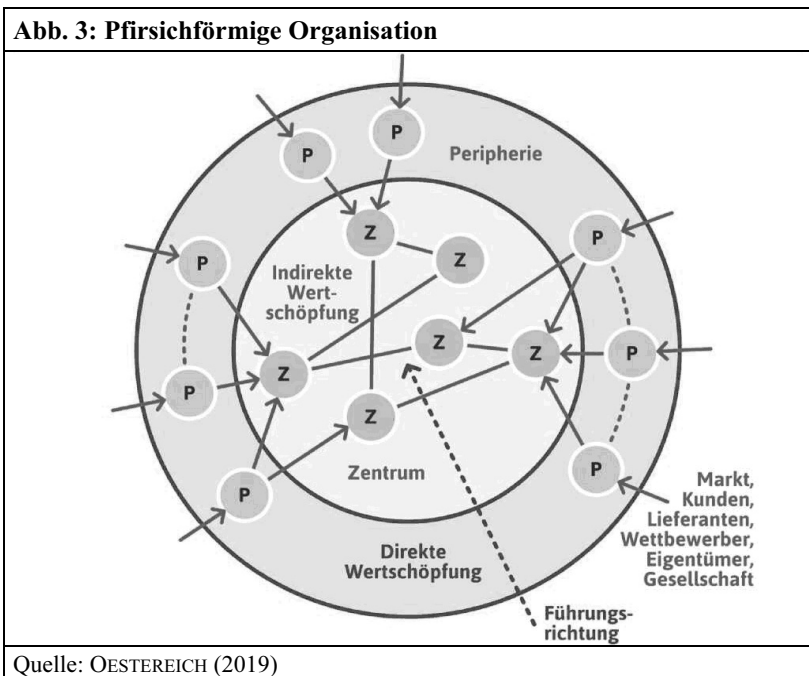 Abb. 3: Pfirsichförmige Organisation
P
P
Peripherie
P
Z
P
Z
Indirekte
Wert-
schöpfung
Z
Z
P
Z
P
Z
Zentrum
P
P
Markt,
Kunden,
Lieferanten,
Wettbewerber,
Eigentümer,
Gesellschaft
Direkte
Wertschöpfung
Führungs-
richtung
Quelle: OESTEREICH (2019)